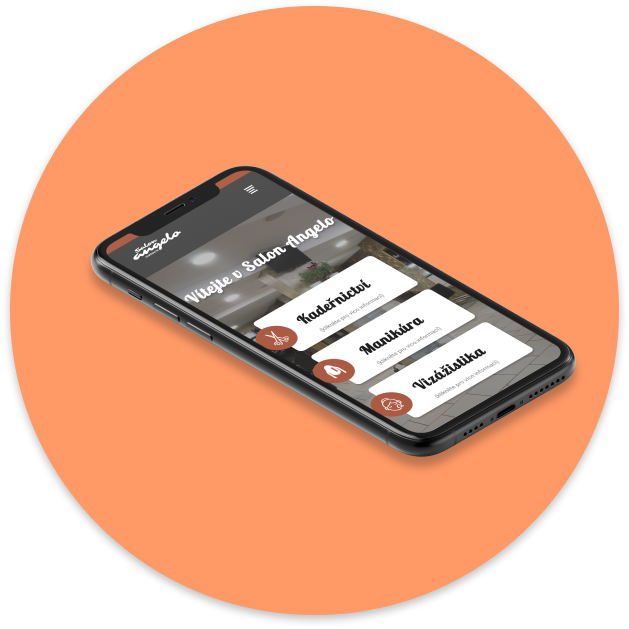 Salon
angelo
Vítejte v Salon Angelo
Kadeřnictví
(klikněte pro více informací)
Manikúra
(klikněte pro více informací)
Vizážistika
(klikněte pro více informací)